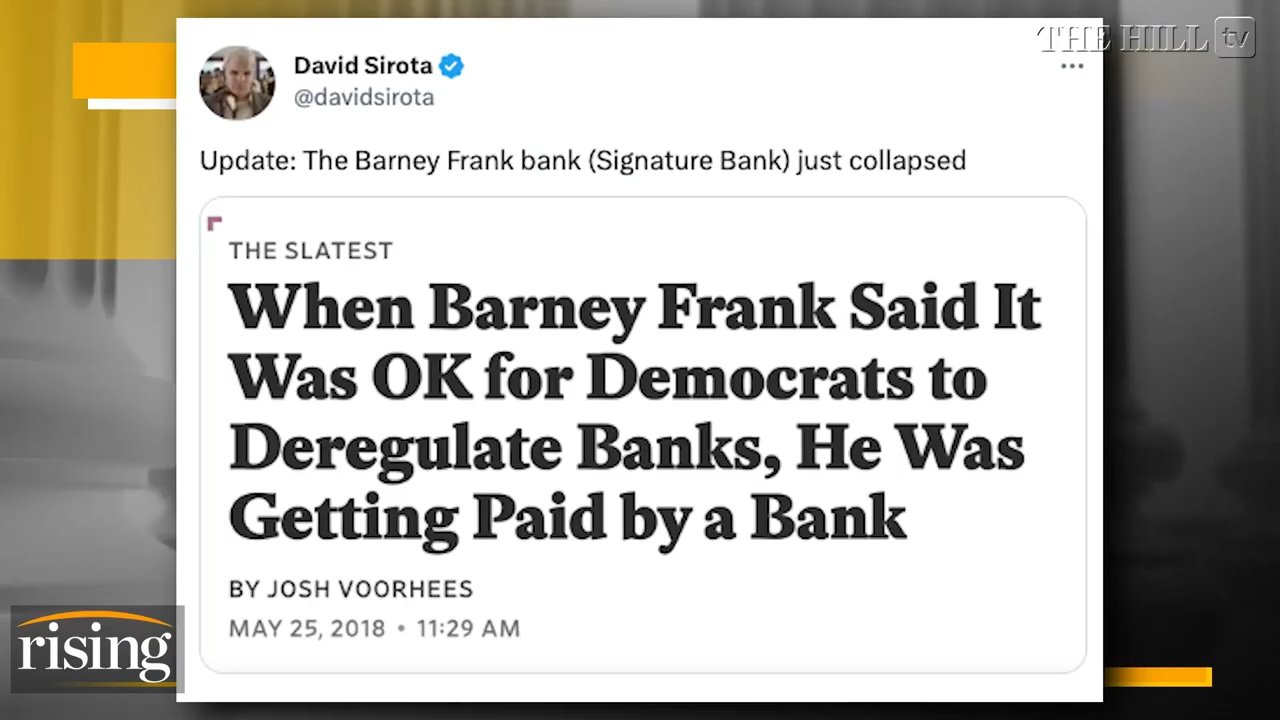 THE HILL tv
David Sirota
@davidsirota
Update: The Barney Frank bank (Signature Bank) just collapsed
THE SLATEST
When Barney Frank Said It
Was OK for Democrats to
Deregulate Banks, He Was
Getting Paid by a Bank
BY JOSH VOORHEES
MAY 25, 2018 • 11:29 AM
rising